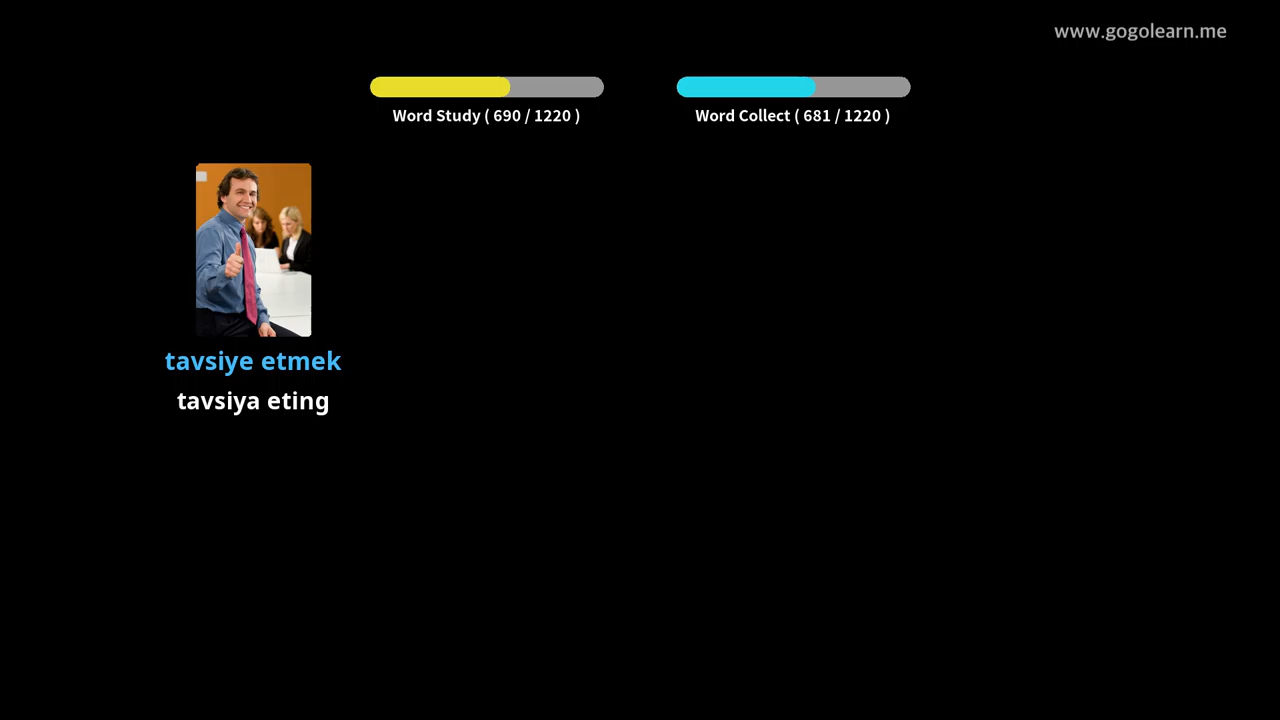 www.gogolearn.me
Word Study ( 690 / 1220 )
Word Collect ( 681 / 1220 )
tavsiye etmek
tavsiya eting